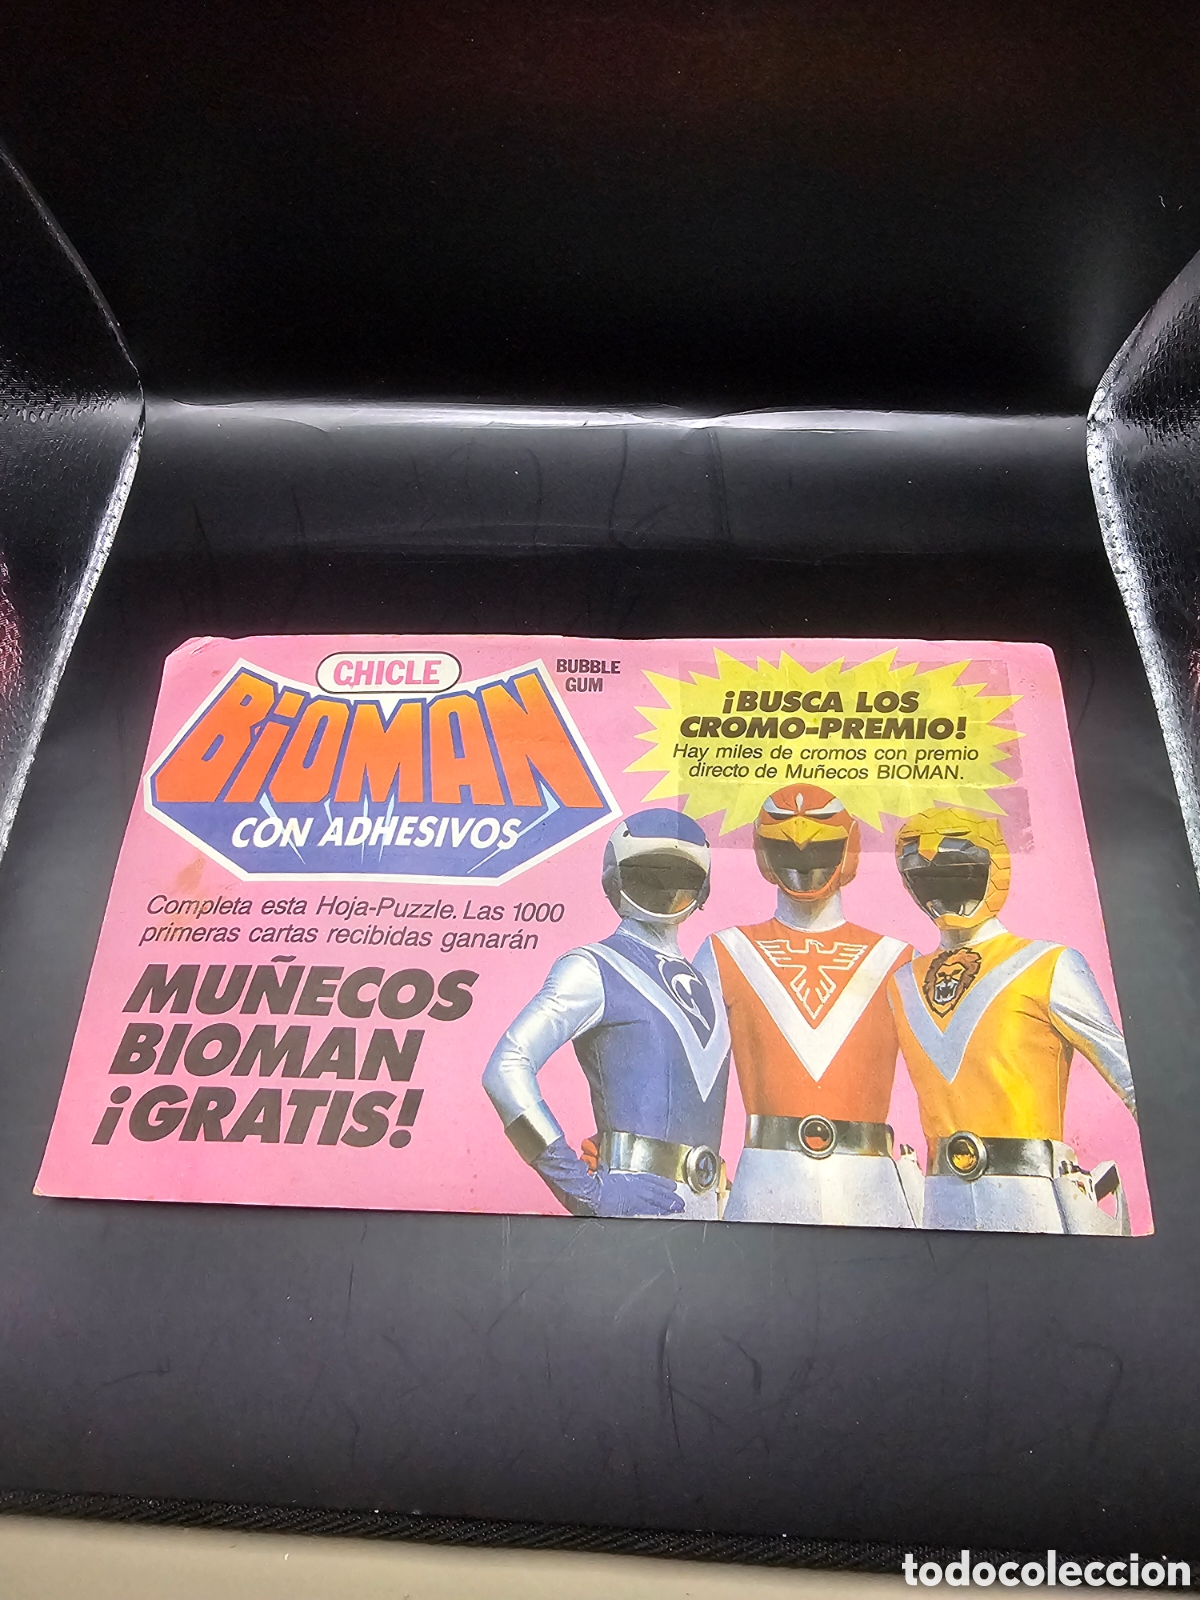 CHICLE
BUBBLE
GUM
BiOMAN
CON ADHESIVOS
¡BUSCA LOS
CROMO-PREMIO!
Hay miles de cromos con premio
directo de Muñecos BIOMAN.
Completa esta Hoja-Puzzle. Las 1000
primeras cartas recibidas ganarán
MUÑECOS
BIOMAN
¡GRATIS!
todocoleccion